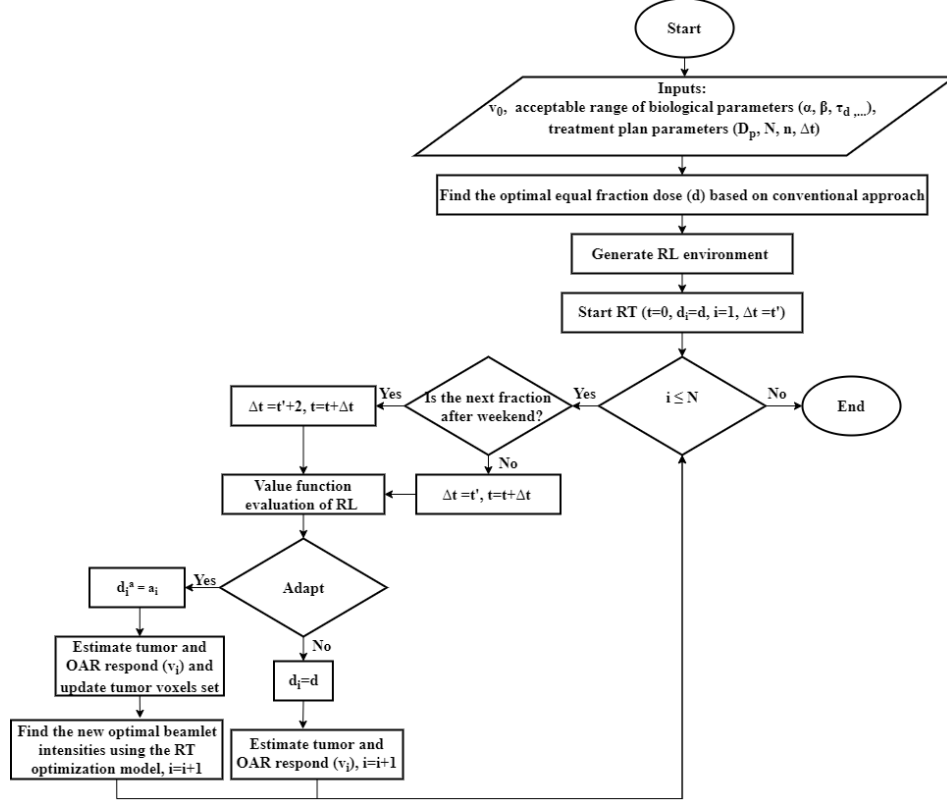 Start
Inputs:
v₀, acceptable range of biological parameters (α, β, τ_d ,...),
treatment plan parameters (Dₚ, N, n, Δt)
Find the optimal equal fraction dose (d) based on conventional approach
Generate RL environment
Start RT (t=0, dᵢ=d, i=1, Δt =t')
i ≤ N
No
End
Yes
Is the next fraction
after weekend?
Yes
Δt =t'+2, t=t+Δt
No
Δt =t', t=t+Δt
Value function
evaluation of RL
Adapt
Yes
dᵢᵃ = aᵢ
Estimate tumor and
OAR respond (vᵢ) and
update tumor voxels set
Find the new optimal beamlet
intensities using the RT
optimization model, i=i+1
No
dᵢ=d
Estimate tumor and
OAR respond (vᵢ), i=i+1